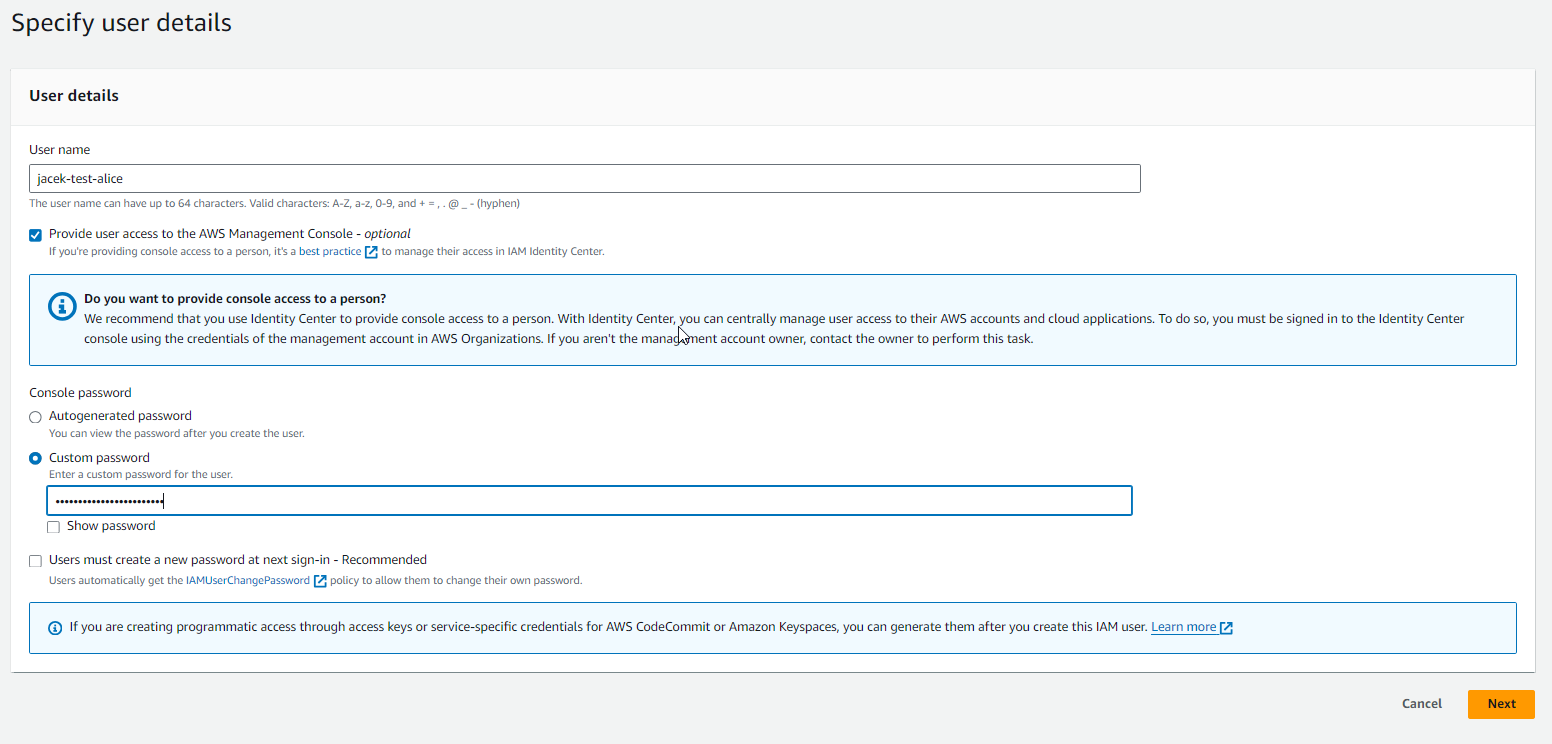 Specify user details
User details
User name
jacek-test-alice
The user name can have up to 64 characters. Valid characters: A-Z, a-z, 0-9, and + = , . @ _ - (hyphen)
Provide user access to the AWS Management Console - optional
If you're providing console access to a person, it's a best practice to manage their access in IAM Identity Center.
Do you want to provide console access to a person?
We recommend that you use Identity Center to provide console access to a person. With Identity Center, you can centrally manage user access to their AWS accounts and cloud applications. To do so, you must be signed in to the Identity Center
console using the credentials of the management account in AWS Organizations. If you aren't the management account owner, contact the owner to perform this task.
Console password
Autogenerated password
You can view the password after you create the user.
Custom password
Enter a custom password for the user.
••••••••••••••••••••••••
Show password
Users must create a new password at next sign-in - Recommended
Users automatically get the IAMUserChangePassword policy to allow them to change their own password.
If you are creating programmatic access through access keys or service-specific credentials for AWS CodeCommit or Amazon Keyspaces, you can generate them after you create this IAM user. Learn more
Cancel
Next